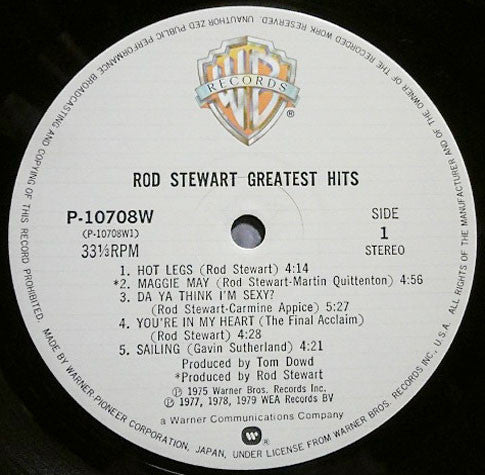 UNAUTHORIZED PUBLIC PERFORMANCE BROADCASTING AND COPYING OF THIS RECORD PROHIBITED.
ALL RIGHTS OF THE MANUFACTURER AND OF THE OWNER OF THE RECORDED WORK RESERVED.
WB
RECORDS
®
ROD STEWART GREATEST HITS
P-10708W
(P-10708W1)
33⅓RPM
SIDE
1
STEREO
1. HOT LEGS (Rod Stewart) 4:14
*2. MAGGIE MAY (Rod Stewart-Martin Quittenton) 4:56
3. DA YA THINK I'M SEXY?
(Rod Stewart-Carmine Appice) 5:27
4. YOU'RE IN MY HEART (The Final Acclaim)
(Rod Stewart) 4:28
5. SAILING (Gavin Sutherland) 4:21
Produced by Tom Dowd
*Produced by Rod Stewart
Ⓟ 1975 Warner Bros. Records Inc.
Ⓟ 1977, 1978, 1979 WEA Records BV
a Warner Communications Company
MADE BY WARNER-PIONEER CORPORATION, JAPAN, UNDER LICENSE FROM WARNER BROS. RECORDS INC., U.S.A.